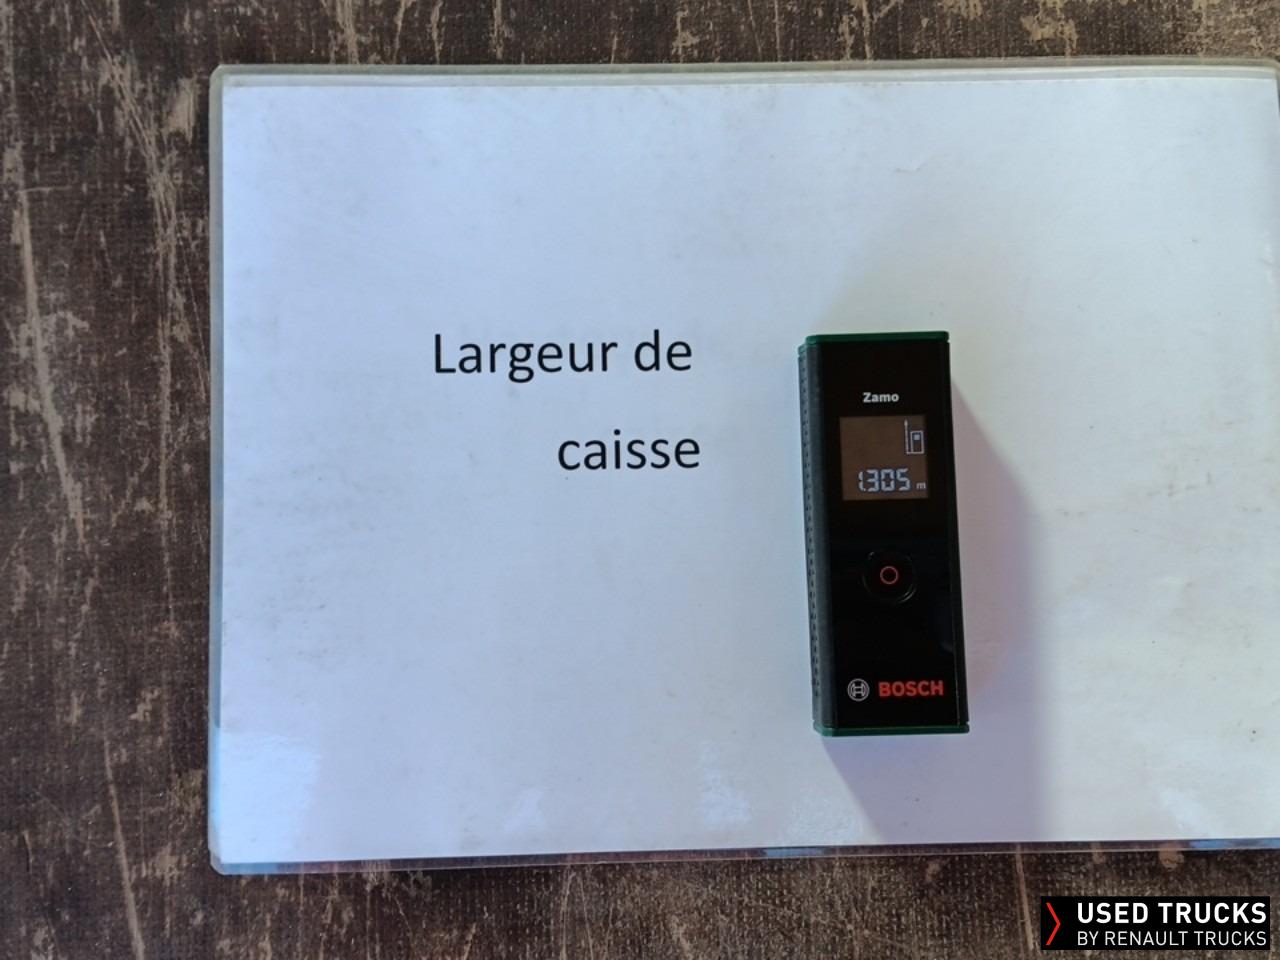 Largeur de
caisse
Zamo
1.305 m
BOSCH
USED TRUCKS
BY RENAULT TRUCKS